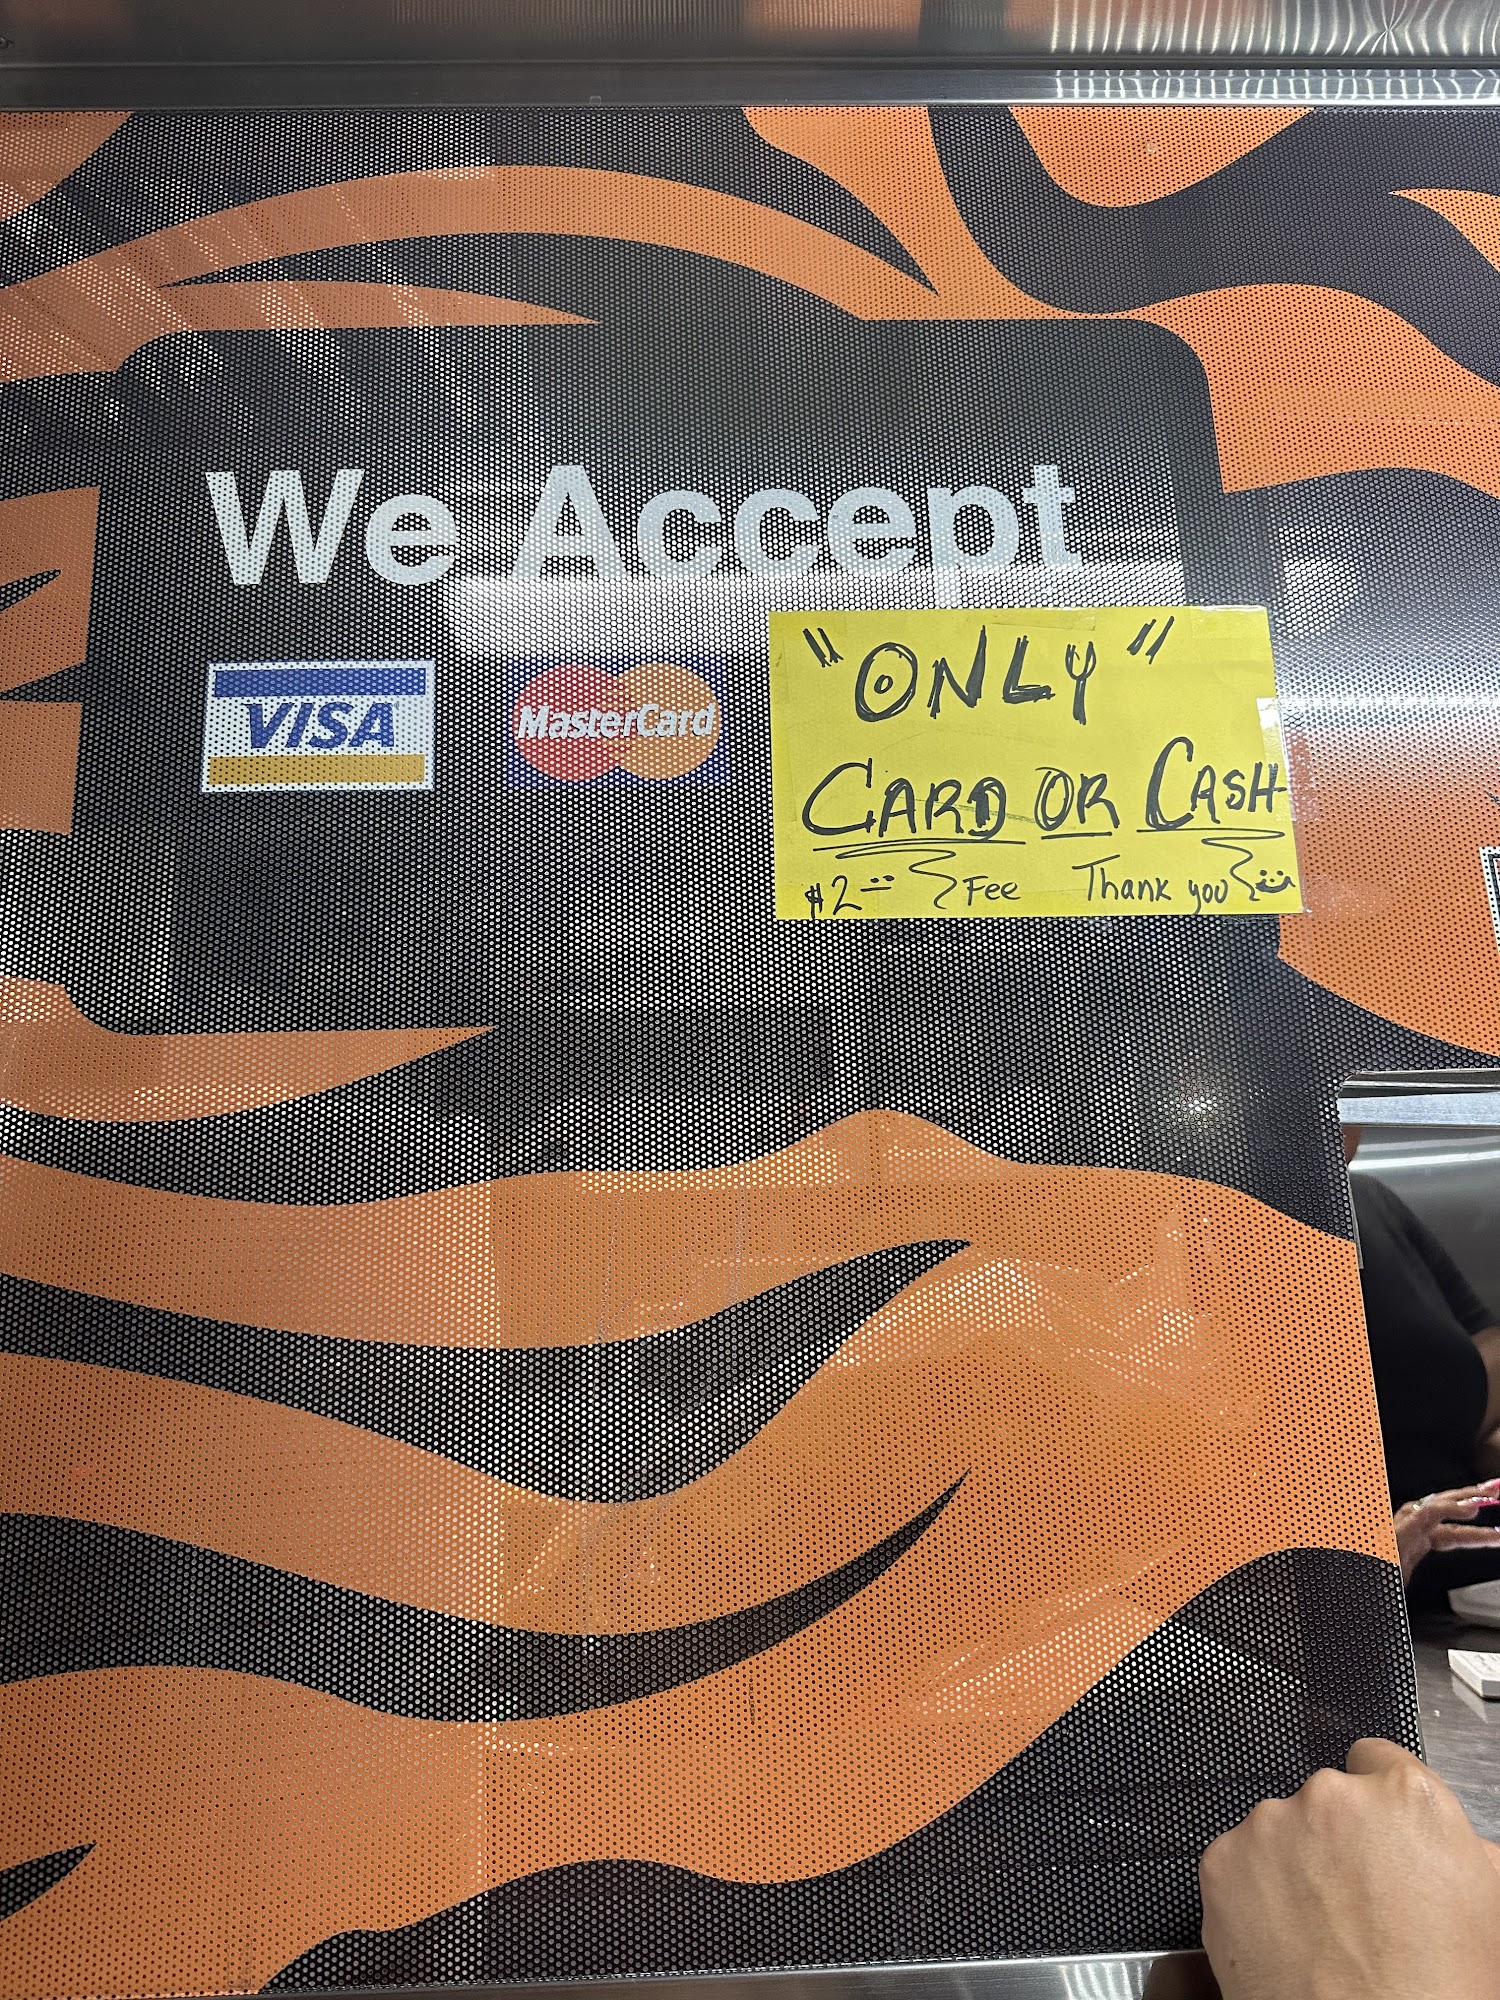 We Accept
VISA
MasterCard
"ONLY"
CARD OR CASH
$2 Fee Thank you